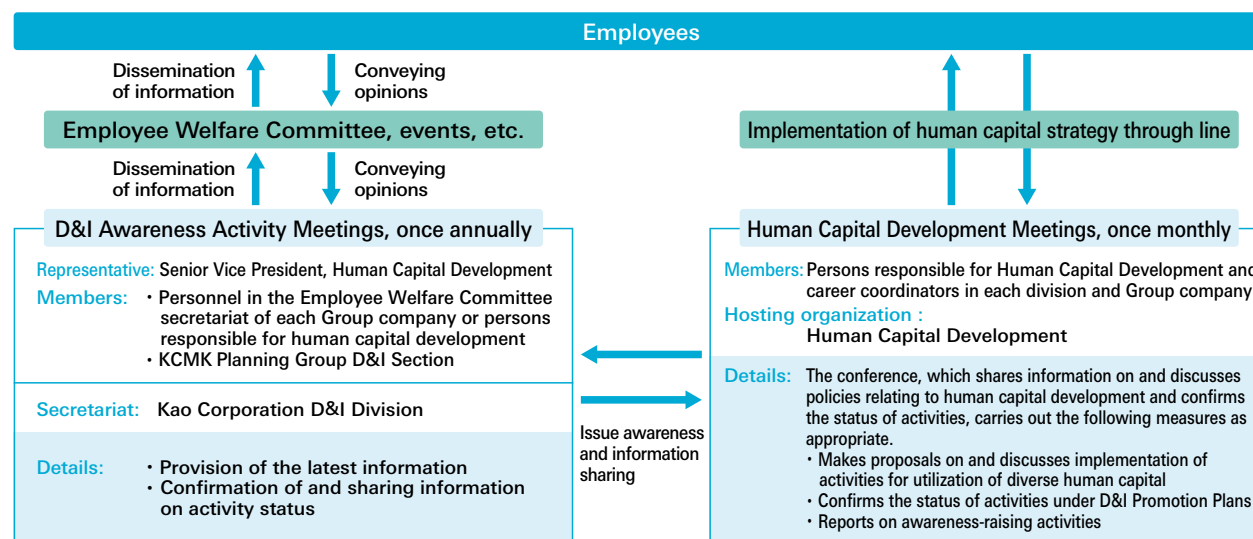 Employees
Dissemination
of information
Conveying
opinions
Employee Welfare Committee, events, etc.
Dissemination
of information
Conveying
opinions
D&I Awareness Activity Meetings, once annually
Representative: Senior Vice President, Human Capital Development
Members: ・Personnel in the Employee Welfare Committee
secretariat of each Group company or persons
responsible for human capital development
・KCMK Planning Group D&I Section
Secretariat: Kao Corporation D&I Division
Details: ・Provision of the latest information
・Confirmation of and sharing information
on activity status
Issue awareness
and information
sharing
Implementation of human capital strategy through line
Human Capital Development Meetings, once monthly
Members: Persons responsible for Human Capital Development and
career coordinators in each division and Group company
Hosting organization :
Human Capital Development
Details: The conference, which shares information on and discusses
policies relating to human capital development and confirms
the status of activities, carries out the following measures as
appropriate.
・Makes proposals on and discusses implementation of
activities for utilization of diverse human capital
・Confirms the status of activities under D&I Promotion Plans
・Reports on awareness-raising activities